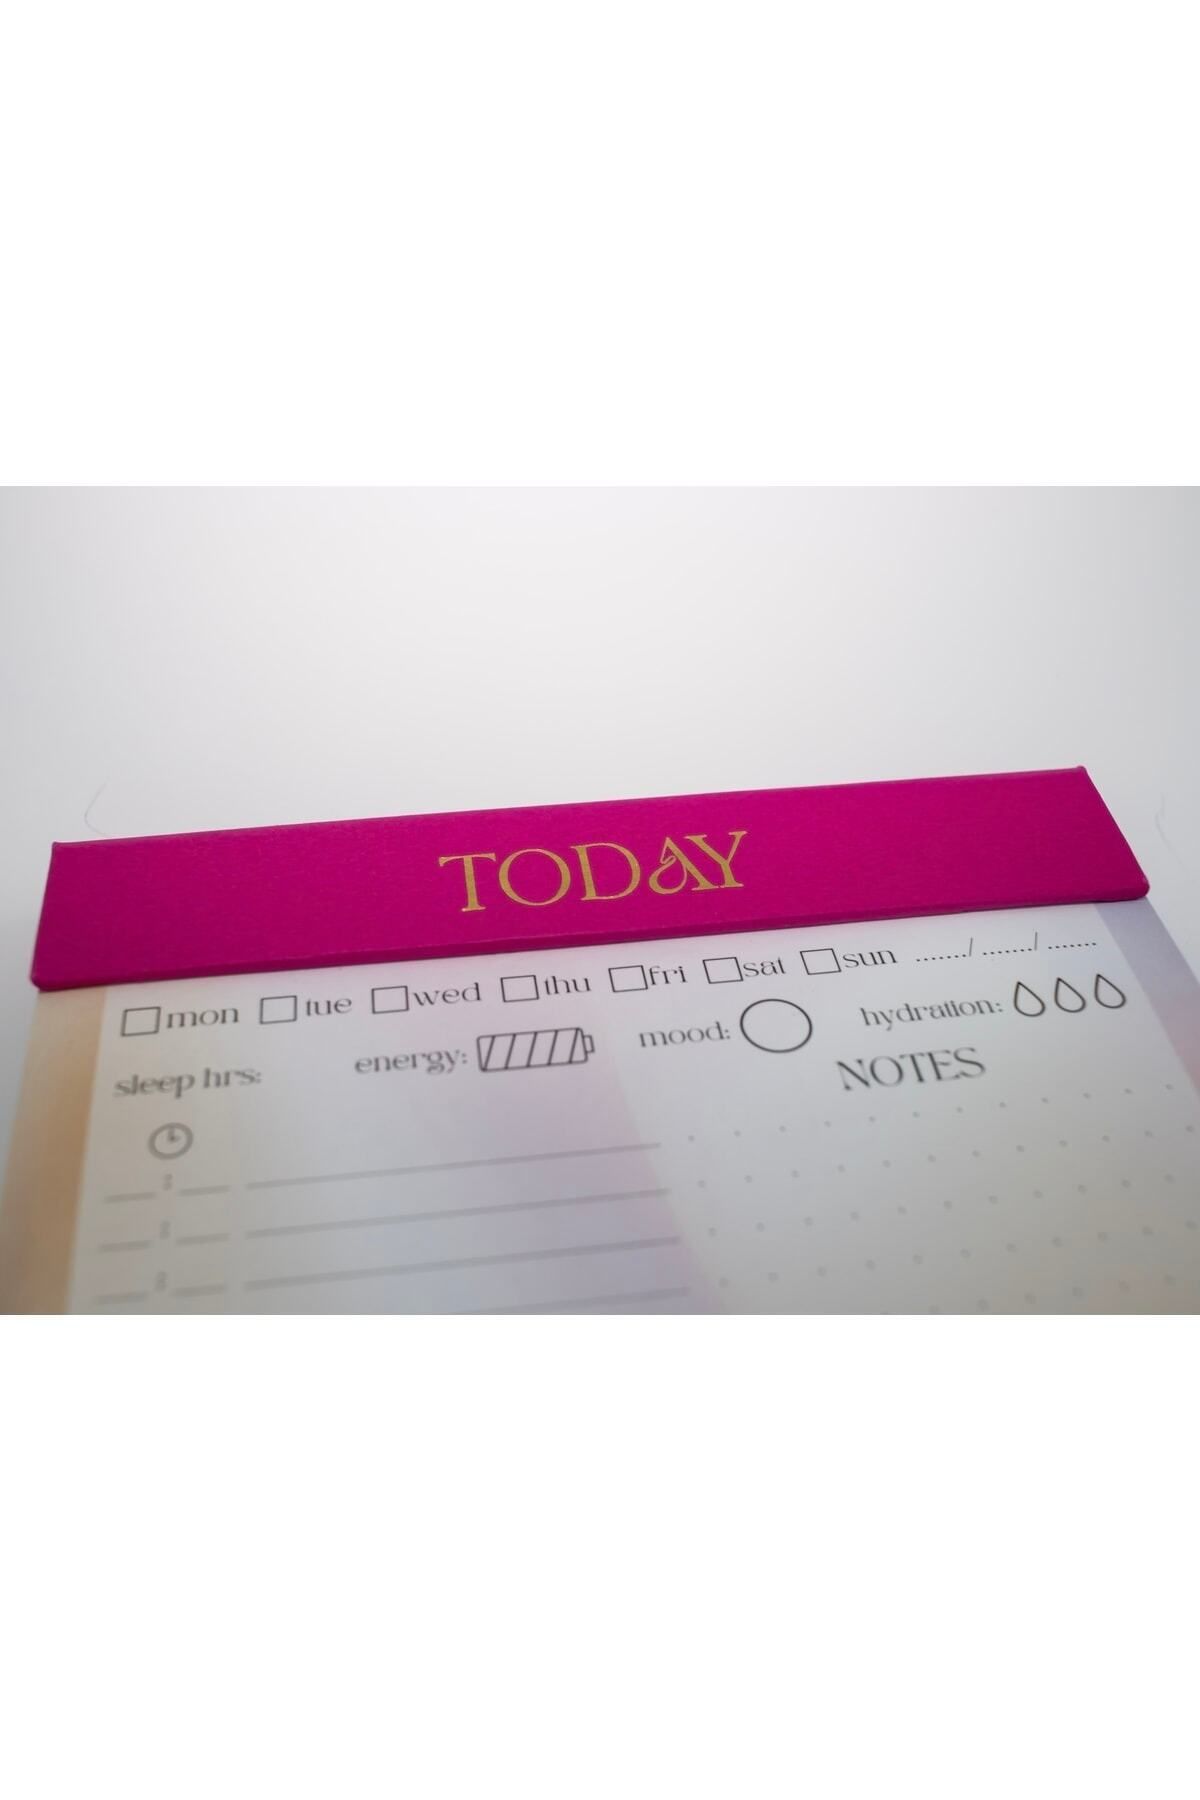 TODAY
mon tue wed thu fri sat sun ......./......./.......
sleep hrs: energy: mood: hydration:
NOTES